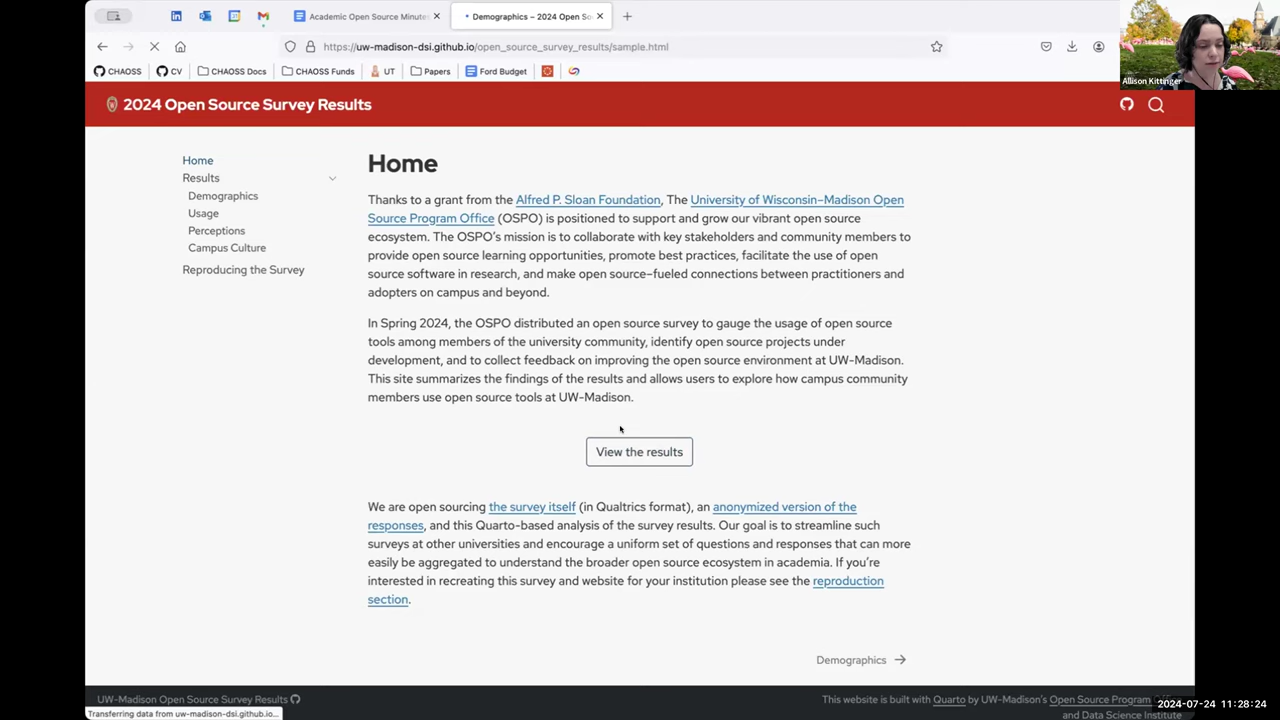 Academic Open Source Minutes
Demographics – 2024 Open So
https://uw-madison-dsi.github.io/open_source_survey_results/sample.html
CHAOSS
CV
CHAOSS Docs
CHAOSS Funds
UT
Papers
Ford Budget
Allison Kittinger
2024 Open Source Survey Results
Home
Results
Demographics
Usage
Perceptions
Campus Culture
Reproducing the Survey
Home
Thanks to a grant from the Alfred P. Sloan Foundation, The University of Wisconsin–Madison Open
Source Program Office (OSPO) is positioned to support and grow our vibrant open source
ecosystem. The OSPO's mission is to collaborate with key stakeholders and community members to
provide open source learning opportunities, promote best practices, facilitate the use of open
source software in research, and make open source–fueled connections between practitioners and
adopters on campus and beyond.
In Spring 2024, the OSPO distributed an open source survey to gauge the usage of open source
tools among members of the university community, identify open source projects under
development, and to collect feedback on improving the open source environment at UW-Madison.
This site summarizes the findings of the results and allows users to explore how campus community
members use open source tools at UW-Madison.
View the results
We are open sourcing the survey itself (in Qualtrics format), an anonymized version of the
responses, and this Quarto-based analysis of the survey results. Our goal is to streamline such
surveys at other universities and encourage a uniform set of questions and responses that can more
easily be aggregated to understand the broader open source ecosystem in academia. If you're
interested in recreating this survey and website for your institution please see the reproduction
section.
Demographics
UW-Madison Open Source Survey Results
This website is built with Quarto by UW-Madison's Open Source Program
and Data Science Institute
Transferring data from uw-madison-dsi.github.io…
2024-07-24 11:28:24